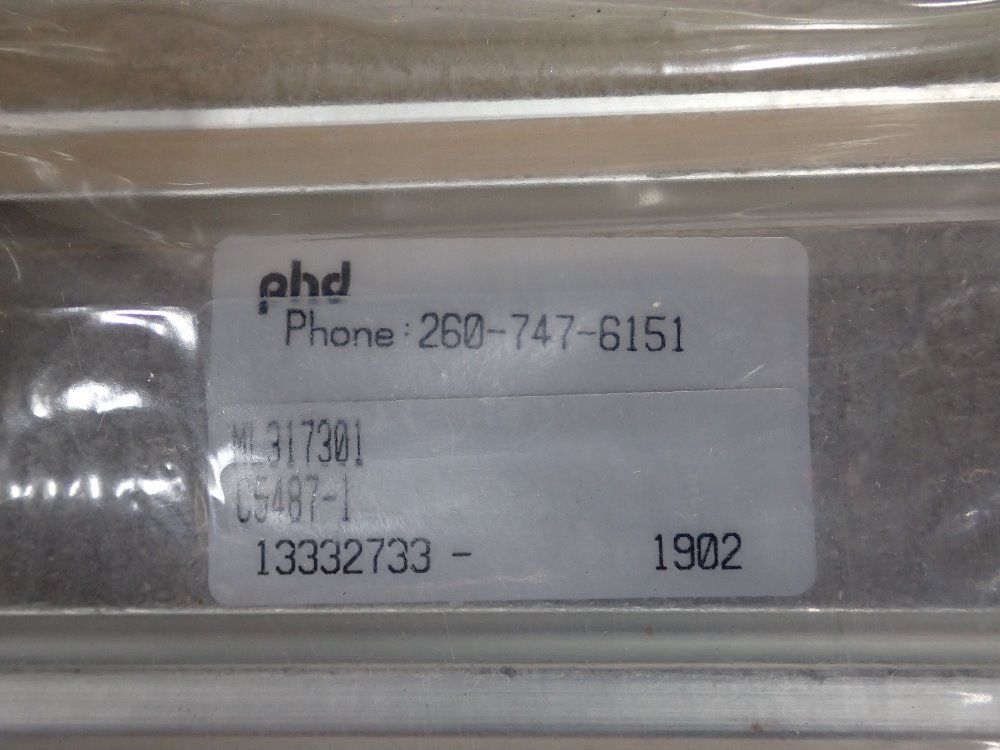 phd
Phone: 260-747-6151
ML317301
C5487-1
13332733 - 1902